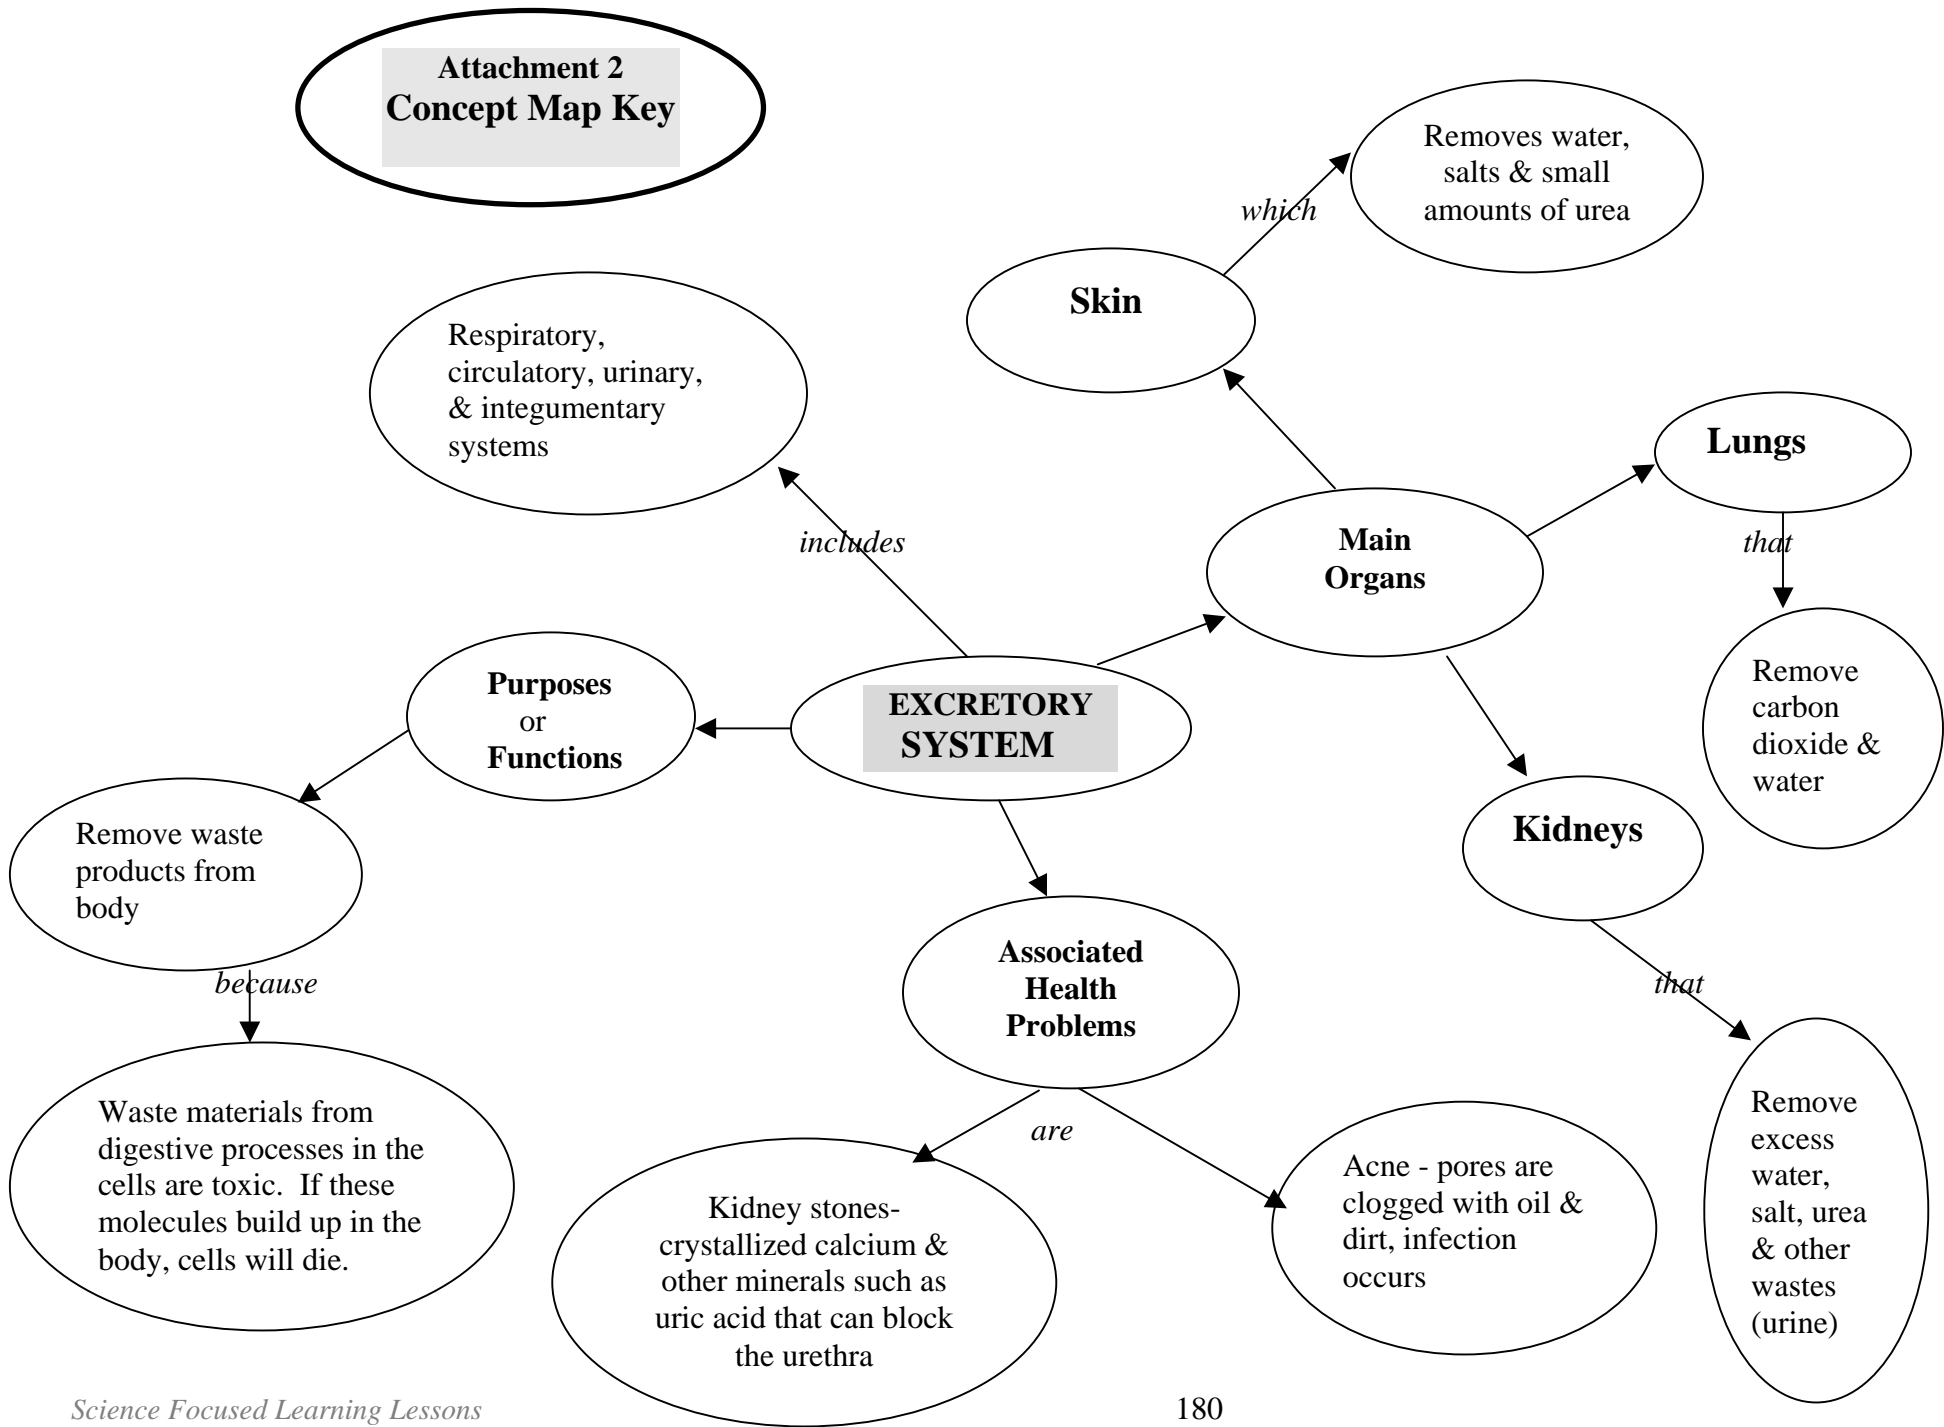 Attachment 2
Concept Map Key
Removes water,
salts & small
amounts of urea
which
Skin
Respiratory,
circulatory, urinary,
& integumentary
systems
Lungs
includes
Main
Organs
that
Remove
carbon
dioxide &
water
Purposes
or
Functions
EXCRETORY
SYSTEM
Kidneys
Remove waste
products from
body
because
Associated
Health
Problems
that
Waste materials from
digestive processes in the
cells are toxic.  If these
molecules build up in the
body, cells will die.
are
Kidney stones-
crystallized calcium &
other minerals such as
uric acid that can block
the urethra
Acne - pores are
clogged with oil &
dirt, infection
occurs
Remove
excess
water,
salt, urea
& other
wastes
(urine)
Science Focused Learning Lessons
180